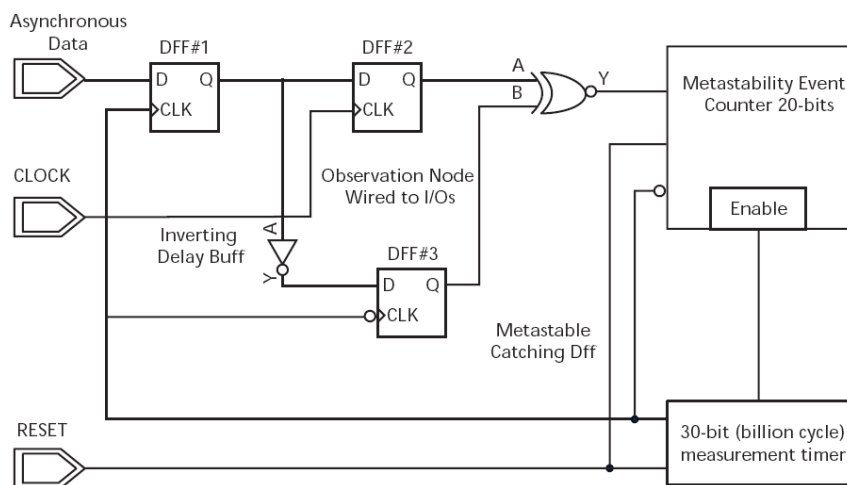 Asynchronous
Data
DFF#1
D Q
CLK
DFF#2
D Q
CLK
A
B
Y
Metastability Event
Counter 20-bits
Enable
CLOCK
Observation Node
Wired to I/Os
A
Inverting
Delay Buff
Y
DFF#3
D Q
CLK
Metastable
Catching Dff
RESET
30-bit (billion cycle)
measurement timer